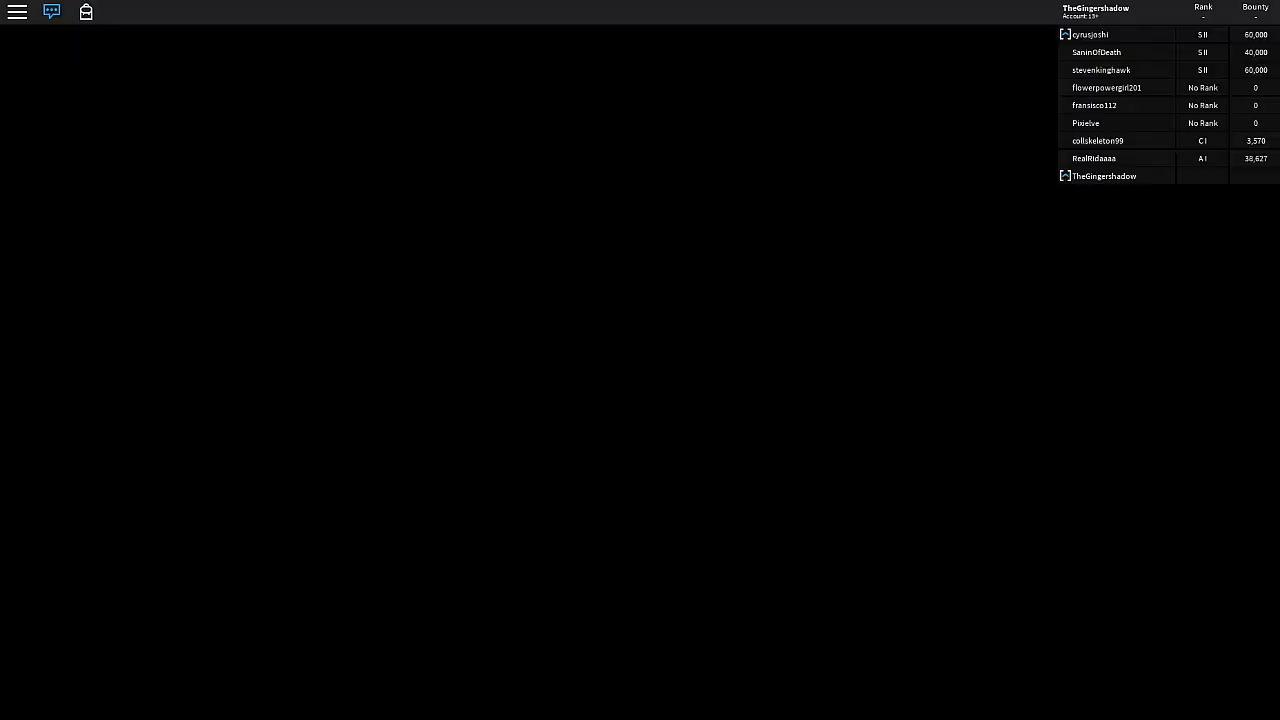 TheGingershadow Rank Bounty
Account: 13+ - -
cyrusjoshi S II 60,000
SaninOfDeath S II 40,000
stevenkinghawk S II 60,000
flowerpowergirl201 No Rank 0
fransisco112 No Rank 0
Pixielve No Rank 0
collskeleton99 C I 3,570
RealRidaaaa A I 38,627
TheGingershadow